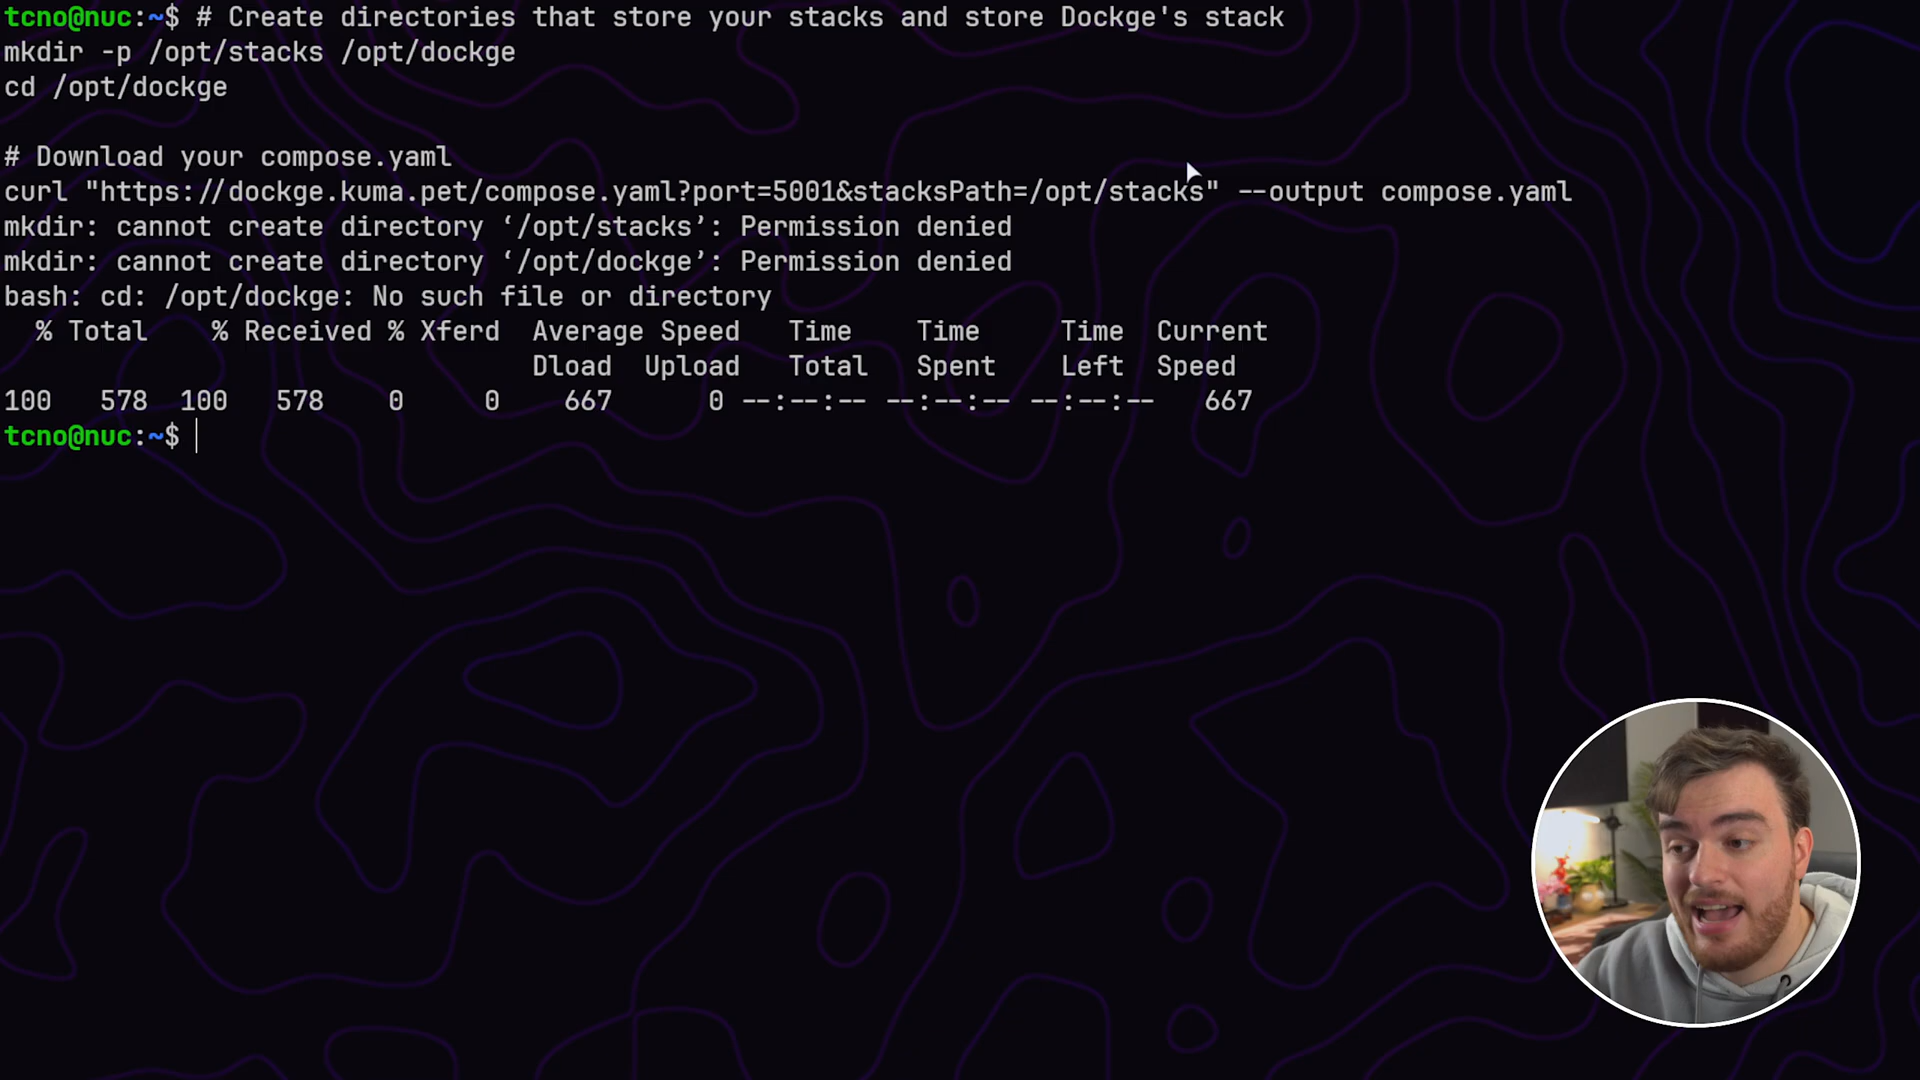 tcno@nuc:~$ # Create directories that store your stacks and store Dockge's stack
mkdir -p /opt/stacks /opt/dockge
cd /opt/dockge
# Download your compose.yaml
curl "https://dockge.kuma.pet/compose.yaml?port=5001&stacksPath=/opt/stacks" --output compose.yaml
mkdir: cannot create directory ‘/opt/stacks’: Permission denied
mkdir: cannot create directory ‘/opt/dockge’: Permission denied
bash: cd: /opt/dockge: No such file or directory
% Total % Received % Xferd Average Speed Time Time Time Current
Dload Upload Total Spent Left Speed
100 578 100 578 0 0 667 0 --:--:-- --:--:-- --:--:-- 667
tcno@nuc:~$